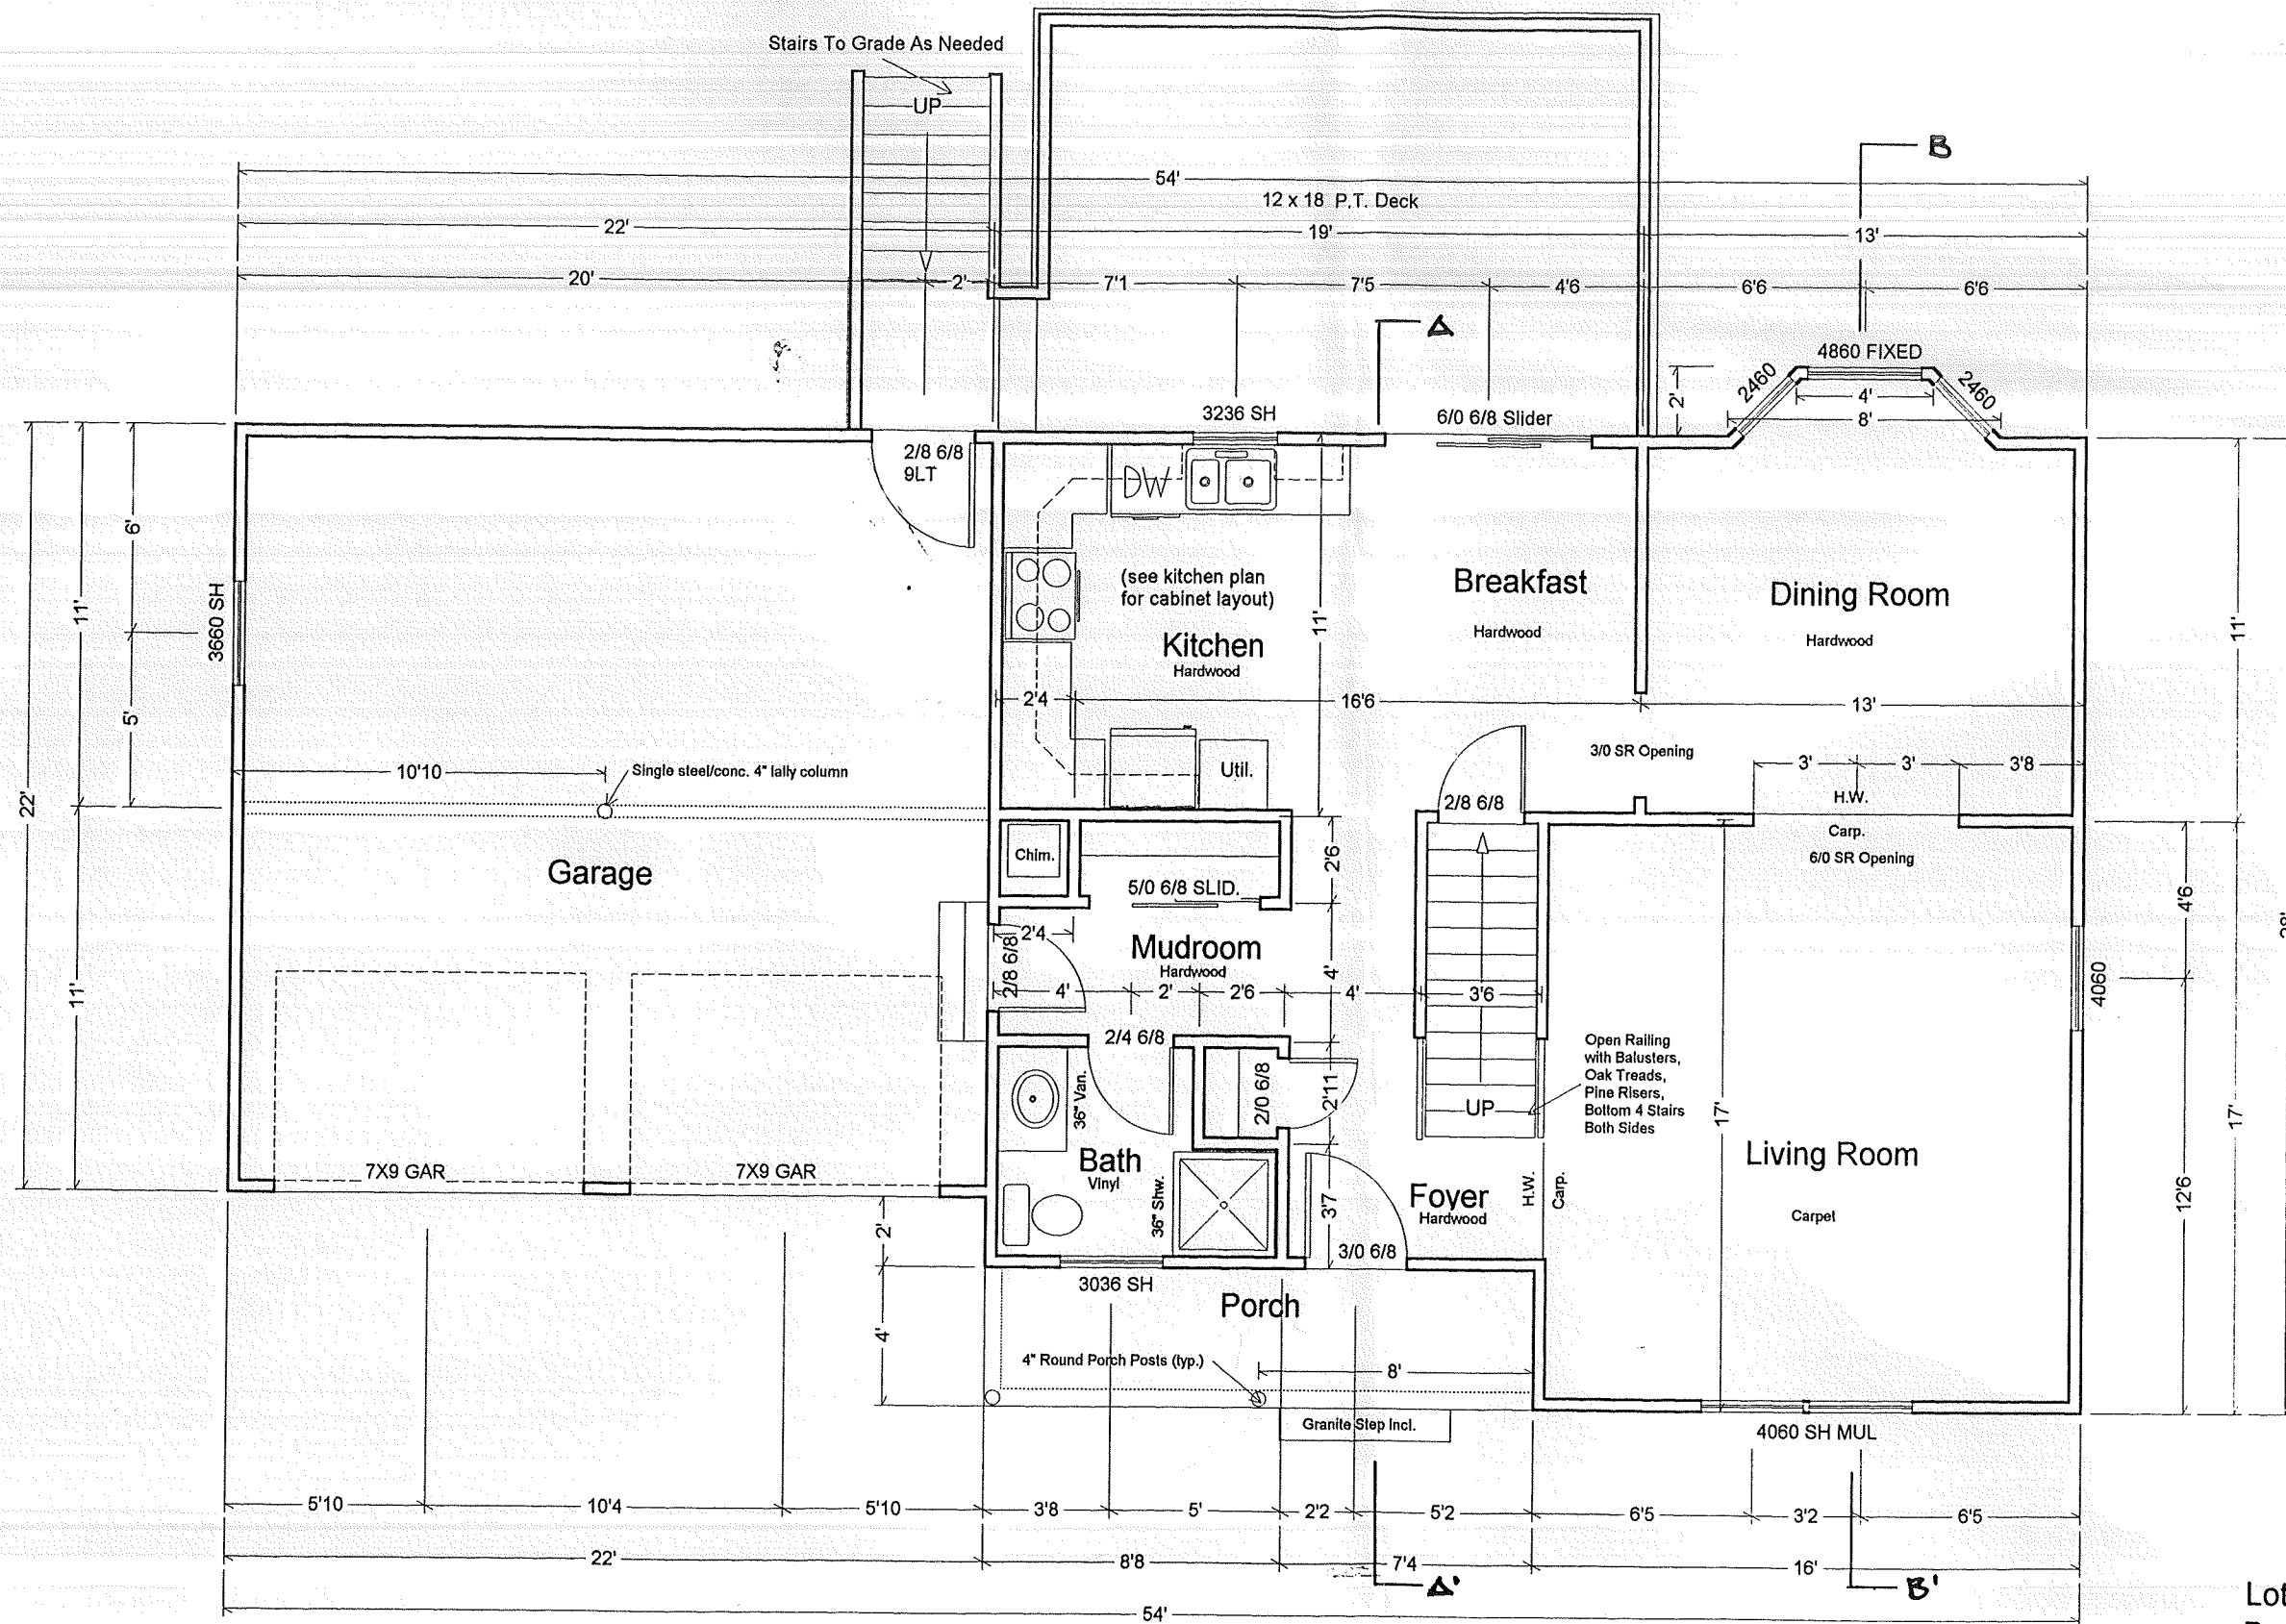 Stairs To Grade As Needed
UP
B
54'
12 x 18 P.T. Deck
22'
19'
13'
20'
2'
7'1
7'5
4'6
6'6
6'6
A
4860 FIXED
2460
2460
4'
8'
2'
3236 SH
6/0 6/8 Slider
2/8 6/8
9LT
DW
6'
11'
22'
3660 SH
5'
11'
(see kitchen plan
for cabinet layout)
Kitchen
Hardwood
11'
Breakfast
Hardwood
Dining Room
Hardwood
11'
2'4
16'6
13'
10'10
Single steel/conc. 4" lally column
Util.
3/0 SR Opening
3'
3'
3'8
H.W.
2/8 6/8
Carp.
6/0 SR Opening
Garage
Chim.
2'6
5/0 6/8 SLID.
4'6
2'4
2/8 6/8
Mudroom
Hardwood
4'
4'
2'
2'6
4'
3'6
4060
2/4 6/8
Open Railing
with Balusters,
Oak Treads,
Pine Risers,
Bottom 4 Stairs
Both Sides
36" Van.
2/0 6/8
2'11
UP
17'
17'
12'6
7X9 GAR
7X9 GAR
Bath
Vinyl
36" Shw.
3'7
Foyer
Hardwood
H.W.
Carp.
Living Room
Carpet
2'
3/0 6/8
3036 SH
Porch
4'
4" Round Porch Posts (typ.)
8'
Granite Step Incl.
4060 SH MUL
5'10
10'4
5'10
3'8
5'
2'2
5'2
6'5
3'2
6'5
22'
8'8
7'4
16'
A'
B'
54'
Lot